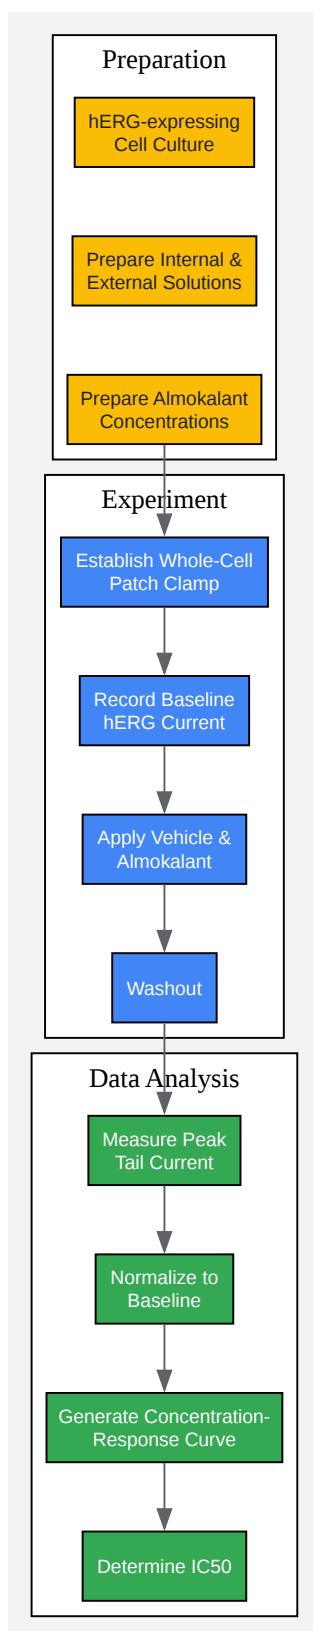 Preparation
hERG-expressing
Cell Culture
Prepare Internal &
External Solutions
Prepare Almokalant
Concentrations
Experiment
Establish Whole-Cell
Patch Clamp
Record Baseline
hERG Current
Apply Vehicle &
Almokalant
Washout
Data Analysis
Measure Peak
Tail Current
Normalize to
Baseline
Generate Concentration-
Response Curve
Determine IC50